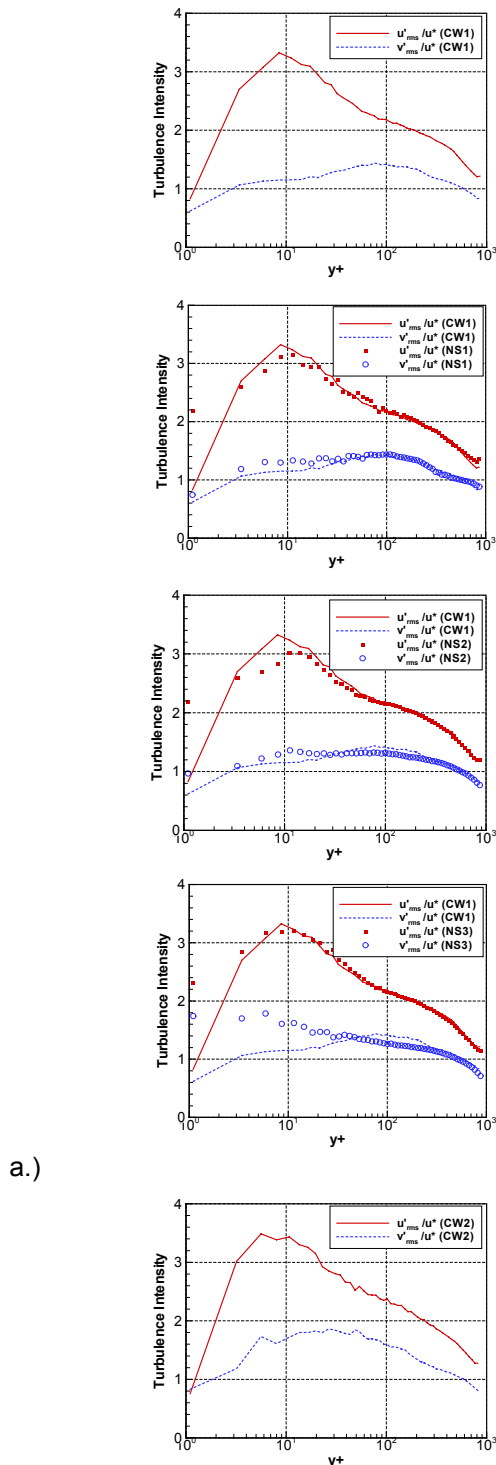 4
3
2
1
0
Turbulence Intensity
u'rms/u* (CW1)
v'rms/u* (CW1)
10⁰ 10¹ 10² 10³
y+
4
3
2
1
0
Turbulence Intensity
u'rms/u* (CW1)
v'rms/u* (CW1)
u'rms/u* (NS1)
v'rms/u* (NS1)
10⁰ 10¹ 10² 10³
y+
4
3
2
1
0
Turbulence Intensity
u'rms/u* (CW1)
v'rms/u* (CW1)
u'rms/u* (NS2)
v'rms/u* (NS2)
10⁰ 10¹ 10² 10³
y+
4
3
2
1
0
Turbulence Intensity
u'rms/u* (CW1)
v'rms/u* (CW1)
u'rms/u* (NS3)
v'rms/u* (NS3)
10⁰ 10¹ 10² 10³
y+
a.)
4
3
2
1
0
Turbulence Intensity
u'rms/u* (CW2)
v'rms/u* (CW2)
10⁰ 10¹ 10² 10³
y+